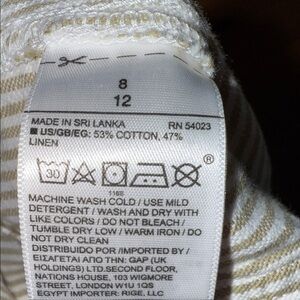 8
12
MADE IN SRI LANKA RN 54023
■ US/GB/EG: 53% COTTON, 47%
LINEN
30
®
1168
MACHINE WASH COLD / USE MILD
DETERGENT / WASH AND DRY WITH
LIKE COLORS / DO NOT BLEACH /
TUMBLE DRY LOW / WARM IRON / DO
NOT DRY CLEAN
DISTRIBUIDO POR /IMPORTED BY /
ΕΙΣΑΓΕΤΑΙ ΑΠΟ ΤΗΝ: GAP (UK
HOLDINGS) LTD.SECOND FLOOR,
NATIONS HOUSE, 103 WIGMORE
STREET, LONDON W1U 1QS
EGYPT IMPORTER: RIGE, LLC